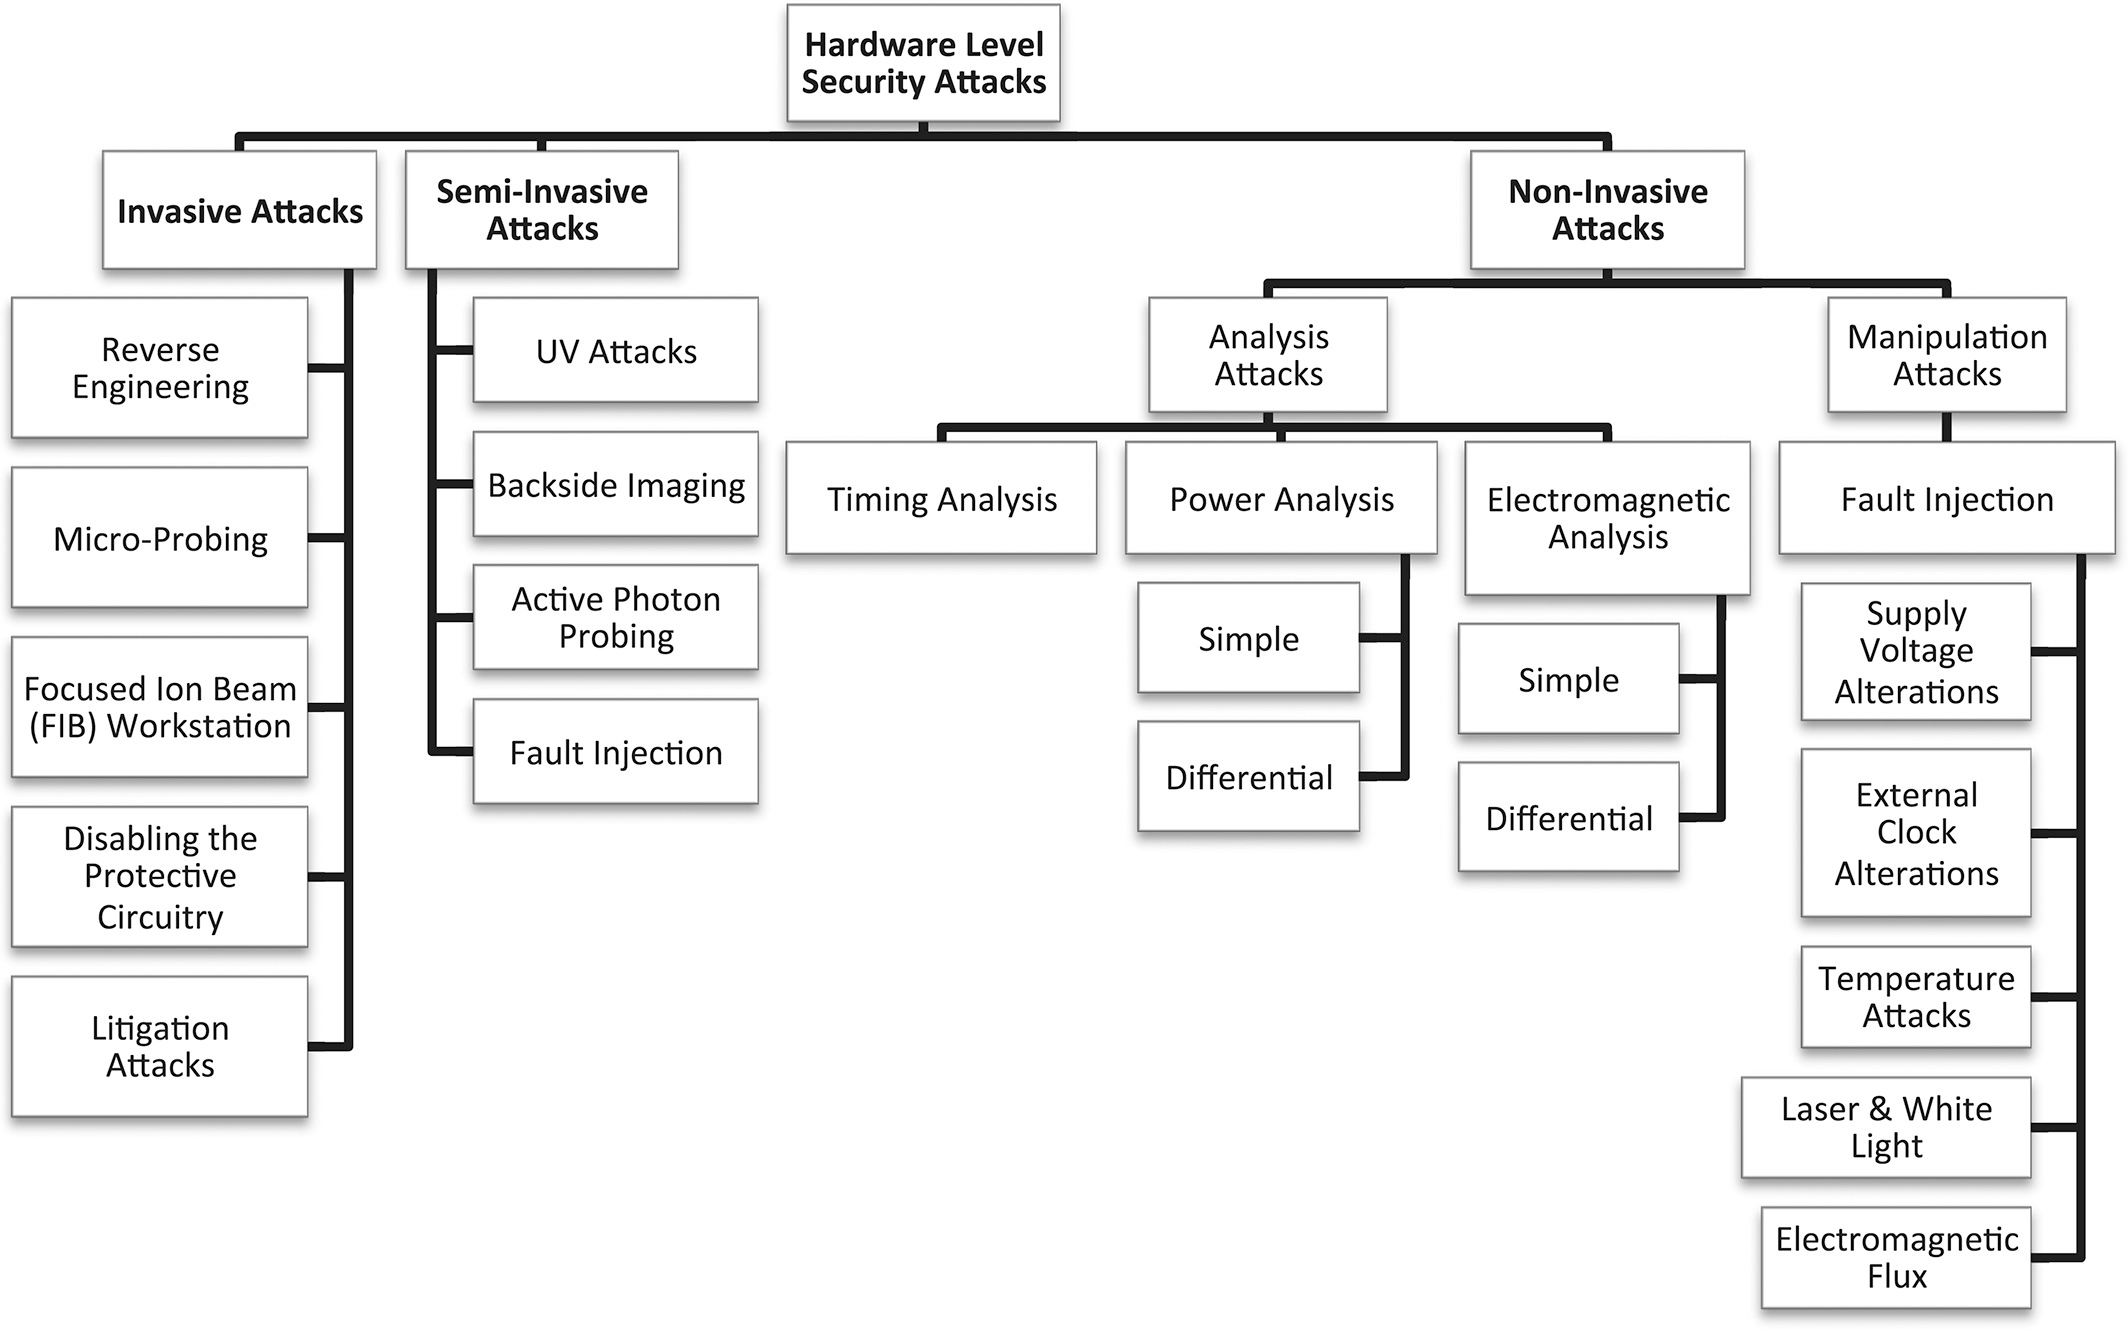 Hardware Level
Security Attacks
Invasive Attacks
Semi-Invasive
Attacks
Non-Invasive
Attacks
Reverse
Engineering
Micro-Probing
Focused Ion Beam
(FIB) Workstation
Disabling the
Protective
Circuitry
Litigation
Attacks
UV Attacks
Backside Imaging
Active Photon
Probing
Fault Injection
Analysis
Attacks
Manipulation
Attacks
Timing Analysis
Power Analysis
Simple
Differential
Electromagnetic
Analysis
Simple
Differential
Fault Injection
Supply
Voltage
Alterations
External
Clock
Alterations
Temperature
Attacks
Laser & White
Light
Electromagnetic
Flux